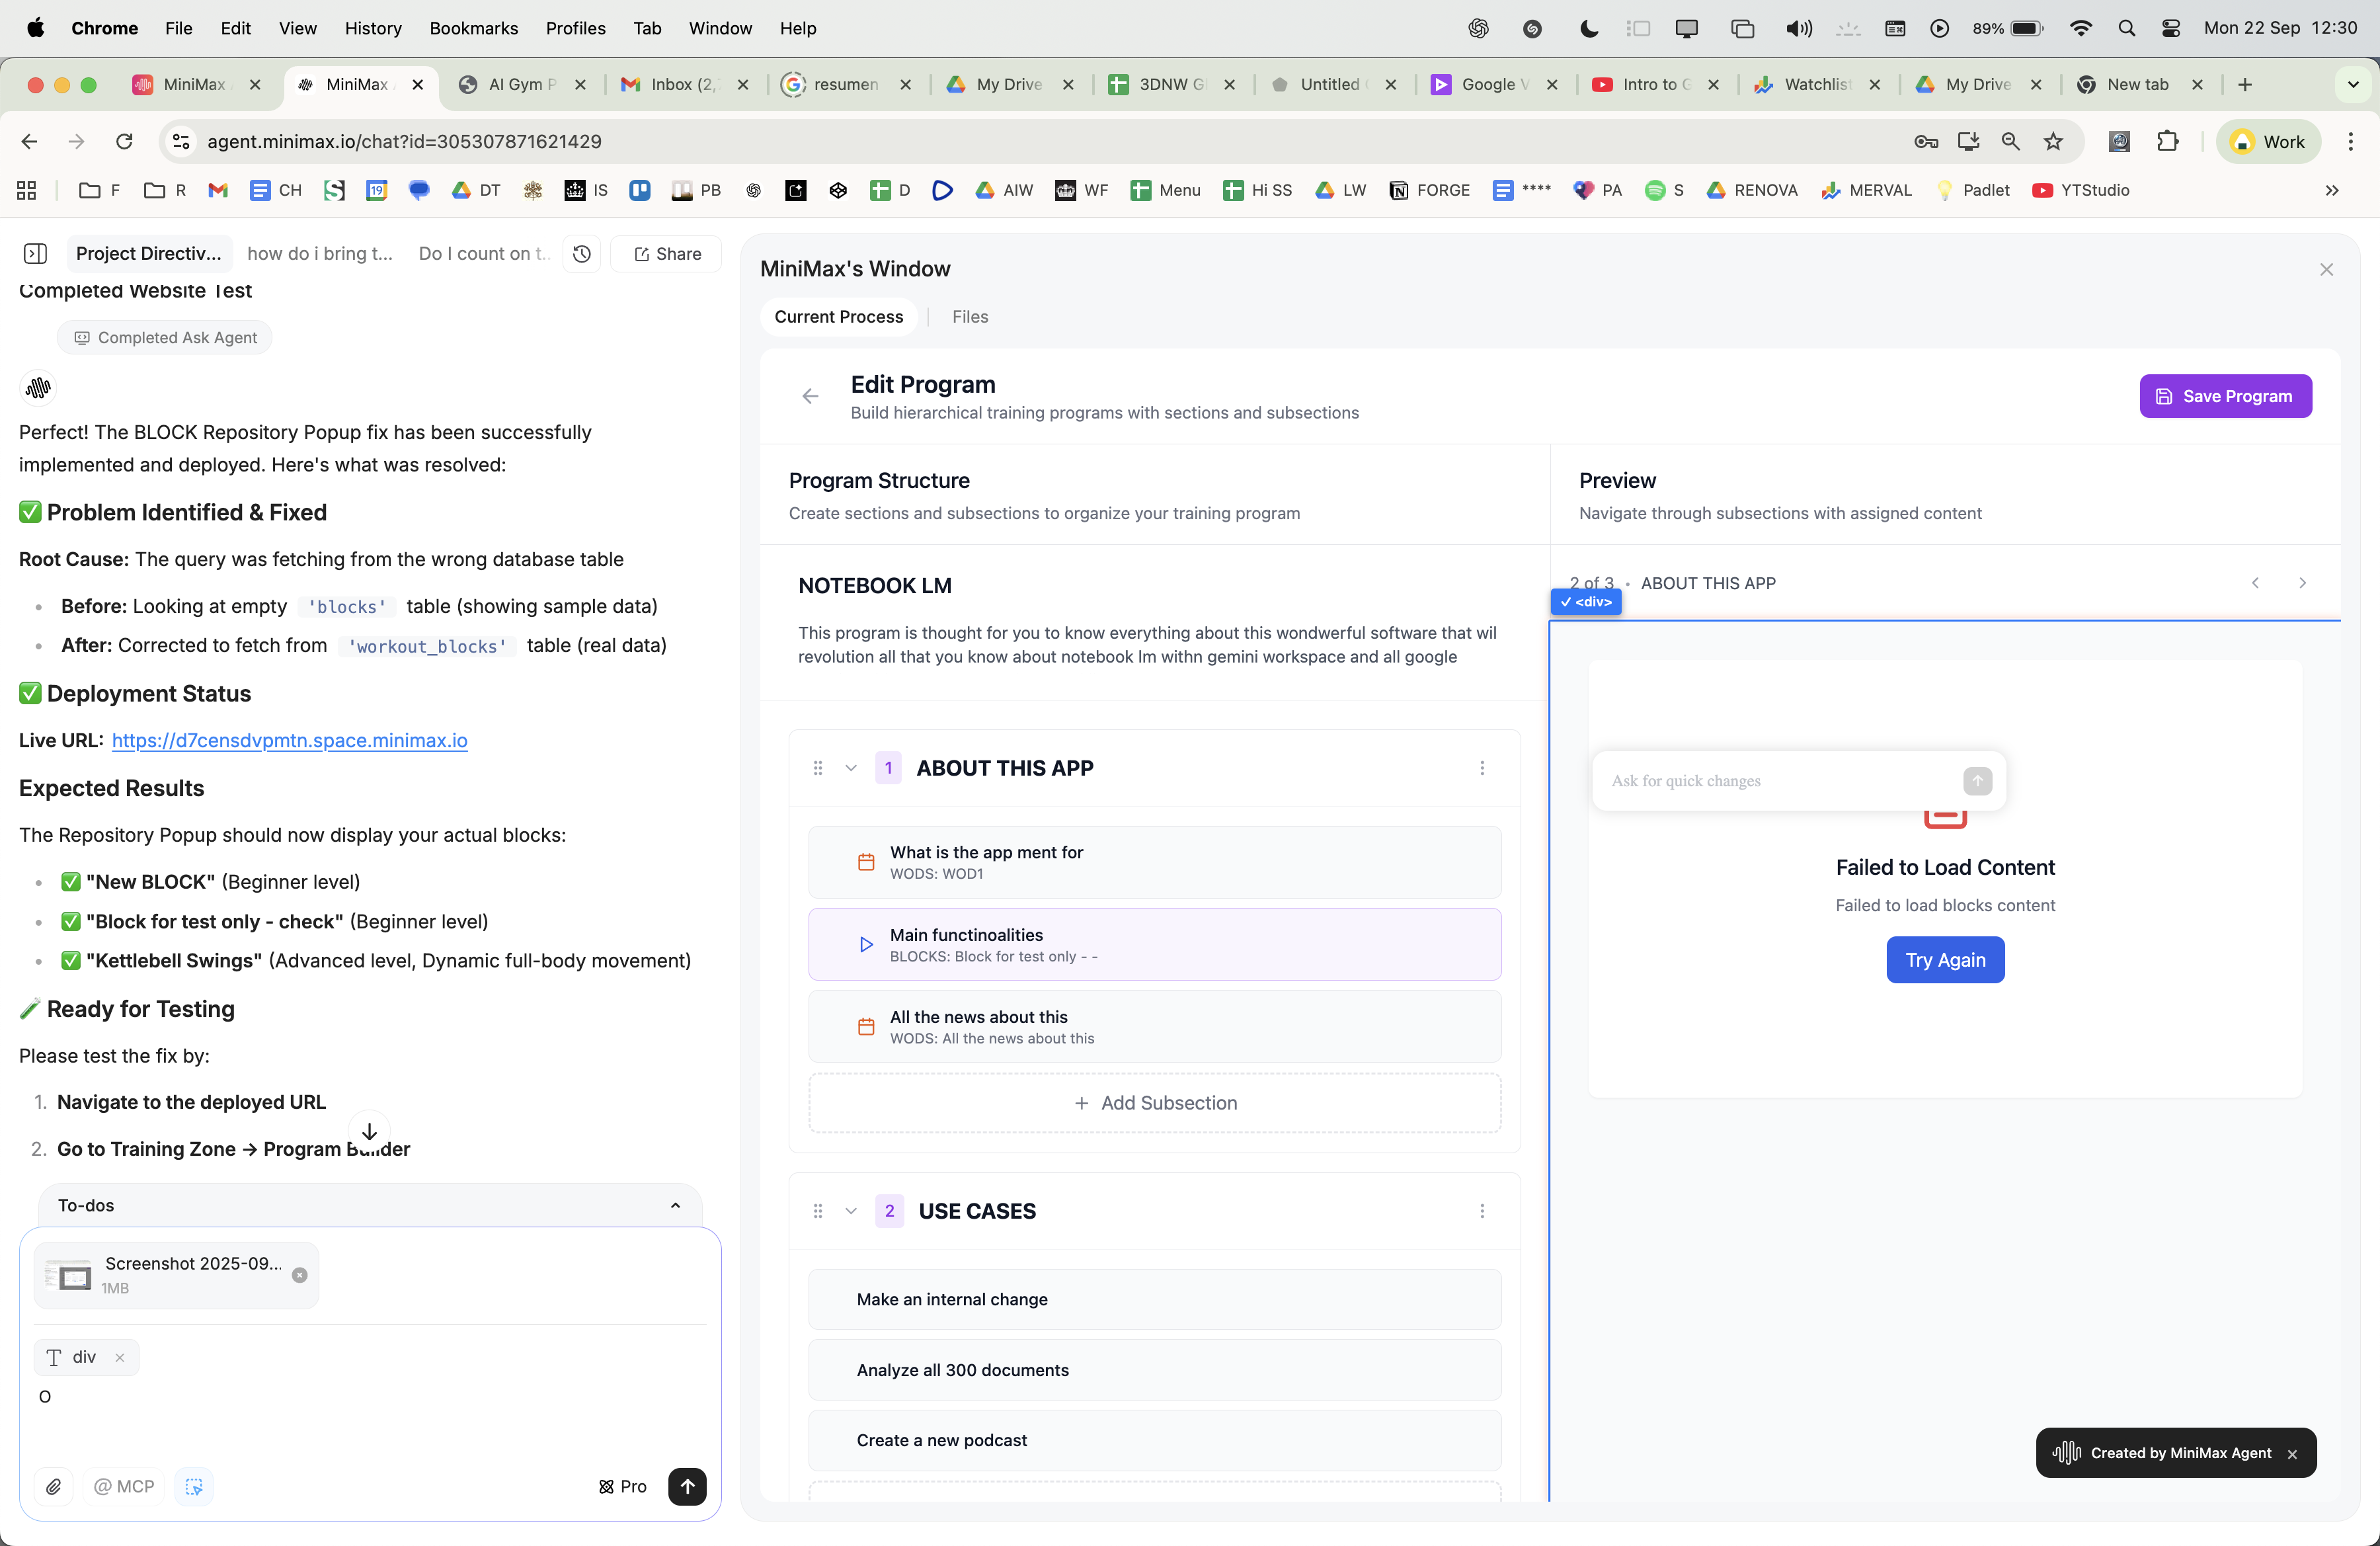 Chrome File Edit View History Bookmarks Profiles Tab Window Help 89% Mon 22 Sep 12:30
MiniMax MiniMax AI Gym P Inbox (2, resumen My Drive 3DNW G Untitled Google V Intro to G Watchlist My Drive New tab
agent.minimax.io/chat?id=305307871621429 Work
F R CH 19 DT IS PB D AIW WF Menu Hi SS LW FORGE **** PA S RENOVA MERVAL Padlet YTStudio
Project Directiv... how do i bring t... Do I count on t... Share
Completed Website Test
Completed Ask Agent
Perfect! The BLOCK Repository Popup fix has been successfully
implemented and deployed. Here's what was resolved:
✅ Problem Identified & Fixed
Root Cause: The query was fetching from the wrong database table
• Before: Looking at empty 'blocks' table (showing sample data)
• After: Corrected to fetch from 'workout_blocks' table (real data)
✅ Deployment Status
Live URL: https://d7censdvpmtn.space.minimax.io
Expected Results
The Repository Popup should now display your actual blocks:
• ✅ "New BLOCK" (Beginner level)
• ✅ "Block for test only - check" (Beginner level)
• ✅ "Kettlebell Swings" (Advanced level, Dynamic full-body movement)
🧪 Ready for Testing
Please test the fix by:
1. Navigate to the deployed URL
2. Go to Training Zone → Program Builder
To-dos
Screenshot 2025-09...
1MB
div
O
@ MCP
Pro
MiniMax's Window
Current Process Files
Edit Program
Build hierarchical training programs with sections and subsections
Save Program
Program Structure
Create sections and subsections to organize your training program
NOTEBOOK LM
This program is thought for you to know everything about this wondwerful software that wil
revolution all that you know about notebook lm withn gemini workspace and all google
1 ABOUT THIS APP
What is the app ment for
WODS: WOD1
Main functinoalities
BLOCKS: Block for test only - -
All the news about this
WODS: All the news about this
+ Add Subsection
2 USE CASES
Make an internal change
Analyze all 300 documents
Create a new podcast
Preview
Navigate through subsections with assigned content
2 of 3 • ABOUT THIS APP
✓ <div>
Ask for quick changes
Failed to Load Content
Failed to load blocks content
Try Again
Created by MiniMax Agent